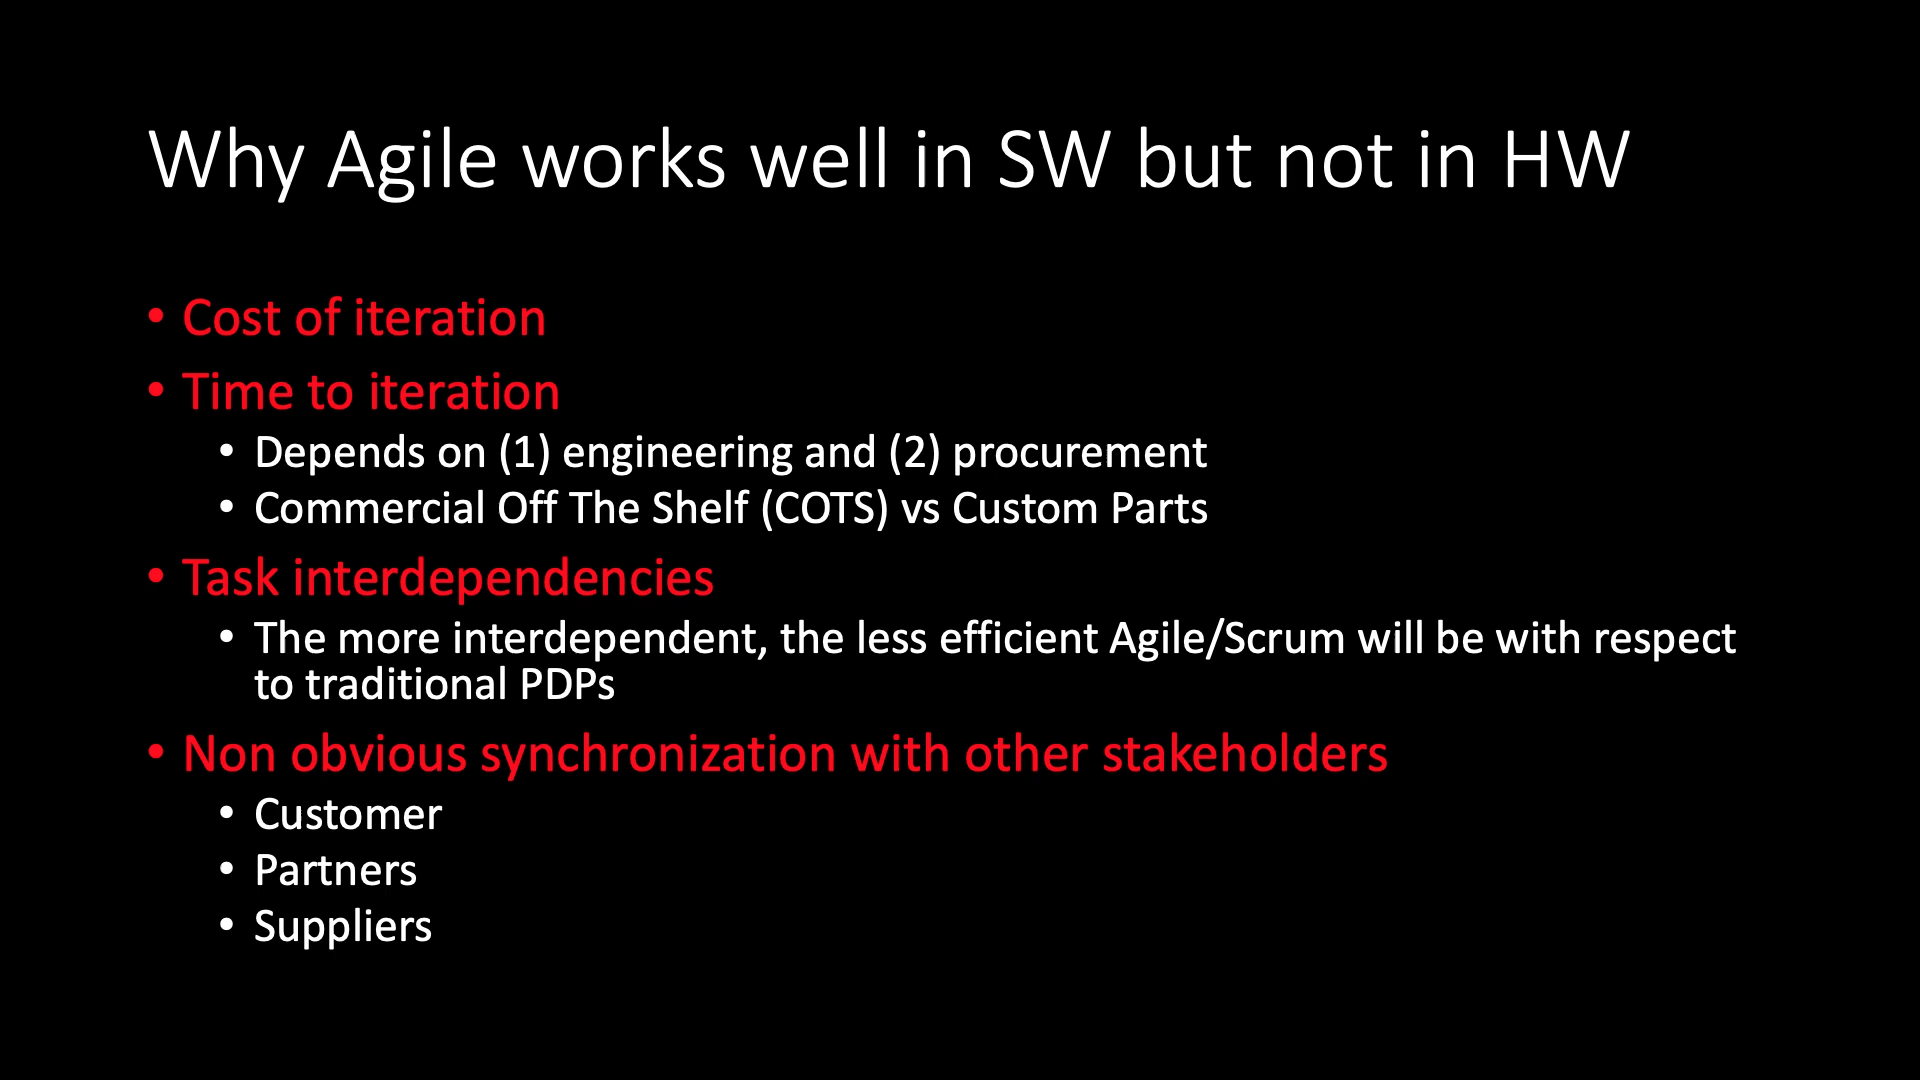 Why Agile works well in SW but not in HW
• Cost of iteration
• Time to iteration
• Depends on (1) engineering and (2) procurement
• Commercial Off The Shelf (COTS) vs Custom Parts
• Task interdependencies
• The more interdependent, the less efficient Agile/Scrum will be with respect
to traditional PDPs
• Non obvious synchronization with other stakeholders
• Customer
• Partners
• Suppliers